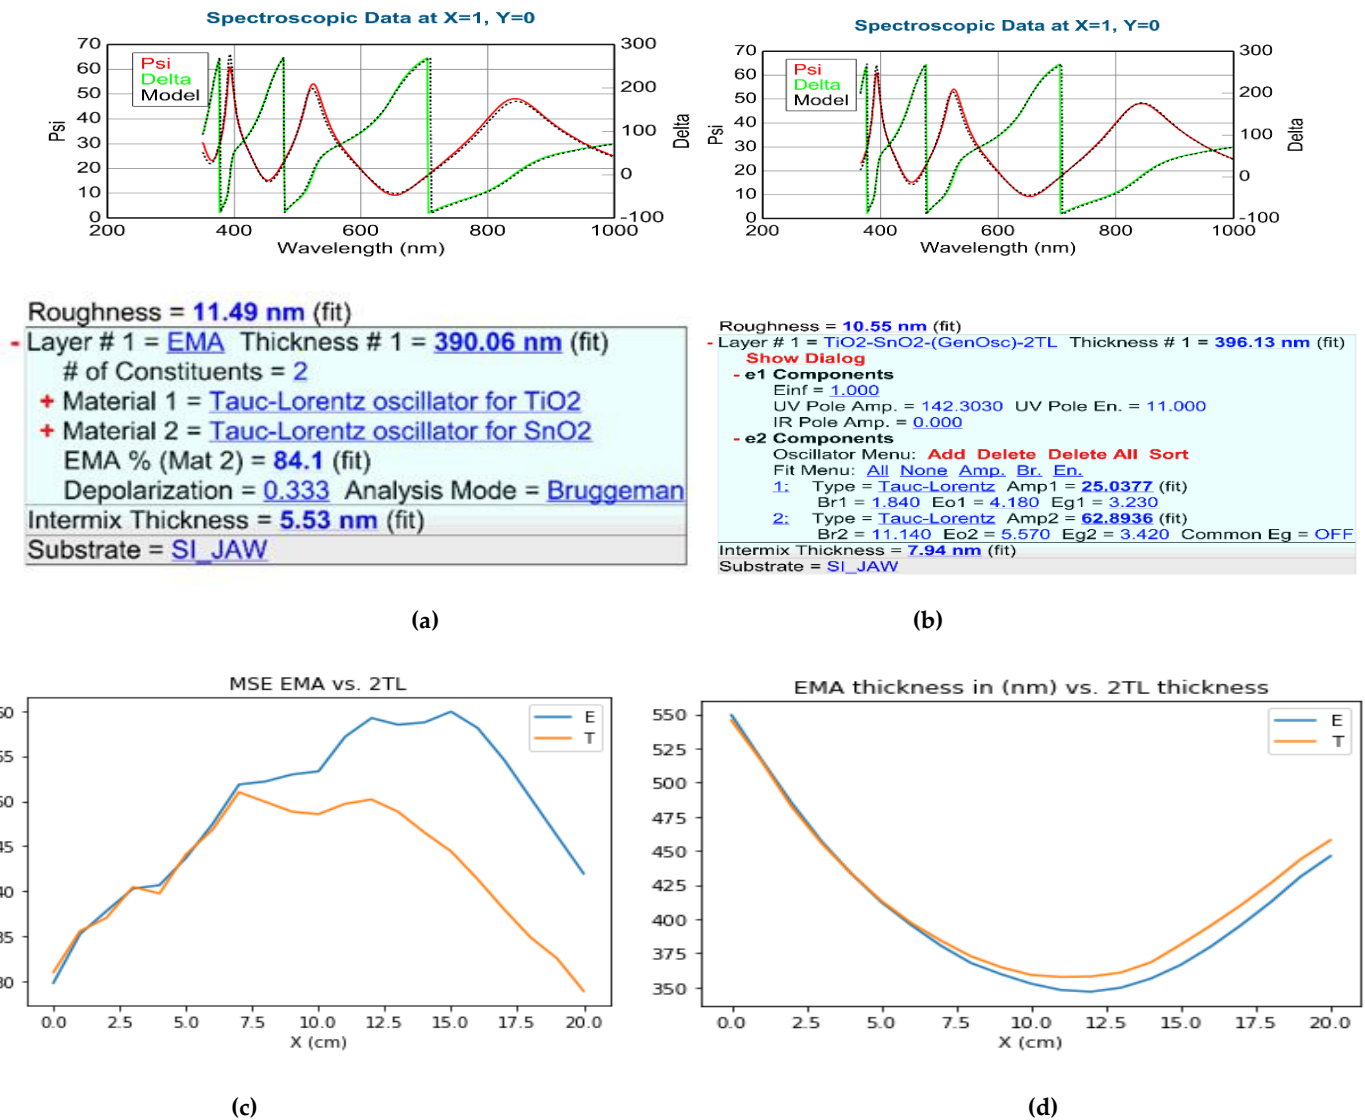 Spectroscopic Data at X=1, Y=0
70
60
50
40
30
20
10
0
Psi
Psi
Delta
Model
300
200
100
0
-100
Delta
200 400 600 800 1000
Wavelength (nm)
Spectroscopic Data at X=1, Y=0
70
60
50
40
30
20
10
0
Psi
Psi
Delta
Model
300
200
100
0
-100
Delta
200 400 600 800 1000
Wavelength (nm)
Roughness = 11.49 nm (fit)
- Layer # 1 = EMA Thickness # 1 = 390.06 nm (fit)
# of Constituents = 2
+ Material 1 = Tauc-Lorentz oscillator for TiO2
+ Material 2 = Tauc-Lorentz oscillator for SnO2
EMA % (Mat 2) = 84.1 (fit)
Depolarization = 0.333 Analysis Mode = Bruggeman
Intermix Thickness = 5.53 nm (fit)
Substrate = SI_JAW
(a)
Roughness = 10.55 nm (fit)
- Layer # 1 = TiO2-SnO2-(GenOsc)-2TL Thickness # 1 = 396.13 nm (fit)
Show Dialog
- e1 Components
Einf = 1.000
UV Pole Amp. = 142.3030 UV Pole En. = 11.000
IR Pole Amp. = 0.000
- e2 Components
Oscillator Menu: Add Delete Delete All Sort
Fit Menu: All None Amp. Br. En.
1: Type = Tauc-Lorentz Amp1 = 25.0377 (fit)
Br1 = 1.840 Eo1 = 4.180 Eg1 = 3.230
2: Type = Tauc-Lorentz Amp2 = 62.8936 (fit)
Br2 = 11.140 Eo2 = 5.570 Eg2 = 3.420 Common Eg = OFF
Intermix Thickness = 7.94 nm (fit)
Substrate = SI_JAW
(b)
MSE EMA vs. 2TL
E
T
0.0 2.5 5.0 7.5 10.0 12.5 15.0 17.5 20.0
X (cm)
(c)
EMA thickness in (nm) vs. 2TL thickness
550
525
500
475
450
425
400
375
350
E
T
0.0 2.5 5.0 7.5 10.0 12.5 15.0 17.5 20.0
X (cm)
(d)